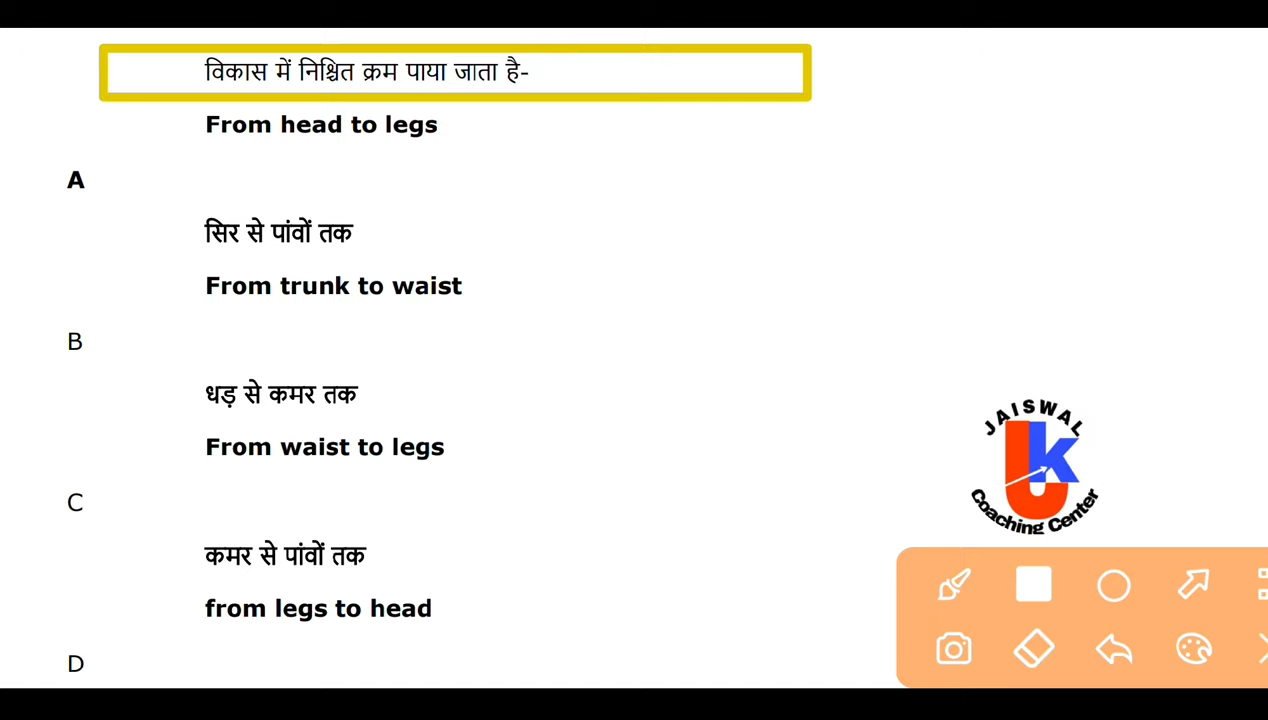 विकास में निश्चित क्रम पाया जाता है-
From head to legs
A
सिर से पांवों तक
From trunk to waist
B
धड़ से कमर तक
From waist to legs
C
कमर से पांवों तक
from legs to head
D
JAISWAL
JK
Coaching Center